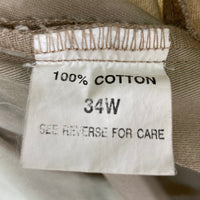 100% COTTON
34W
SEE REVERSE FOR CARE